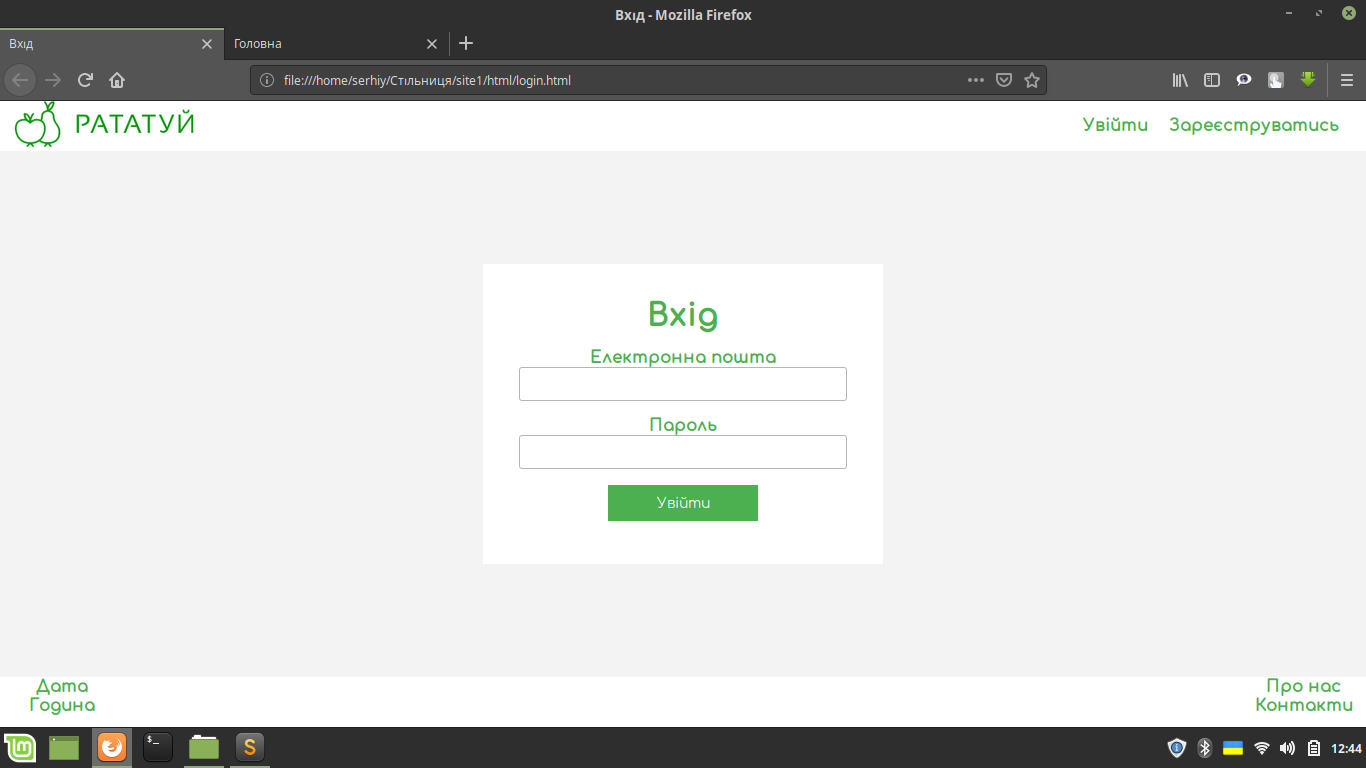 Вхід - Mozilla Firefox
Вхід
Головна
file:///home/serhiy/Стільниця/site1/html/login.html
РАТАТУЙ
Увійти Зареєструватись
Вхід
Електронна пошта
Пароль
Увійти
Дата
Година
Про нас
Контакти
$_
S
12:44